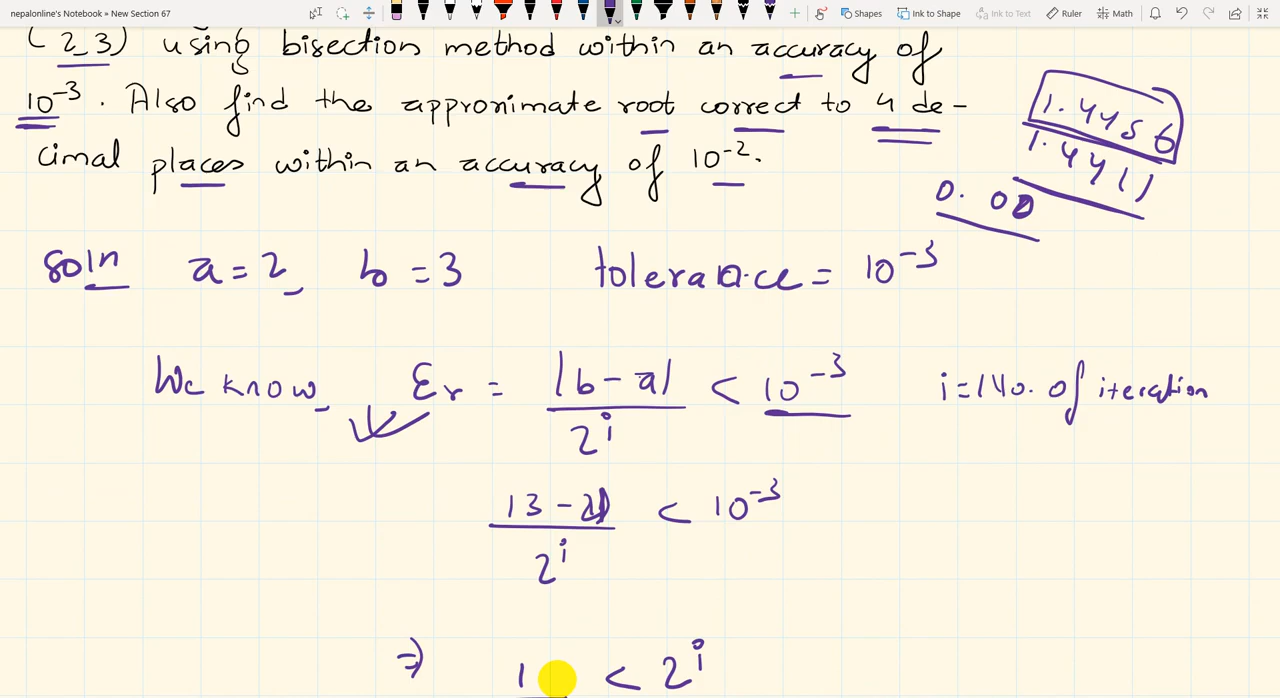 nepalonline's Notebook » New Section 67
Shapes Ink to Shape Ink to Text Ruler Math
(2, 3) using bisection method within an accuracy of
10⁻³. Also find the approximate root correct to 4 de-
cimal places within an accuracy of 10⁻².
1.4456
1.4411
0.00
Soln a = 2, b = 3 tolerance = 10⁻³
We know, Er = |b - a| / 2^i < 10⁻³ i = no. of iteration
|3 - 2| / 2^i < 10⁻³
⇒ 1 < 2^i